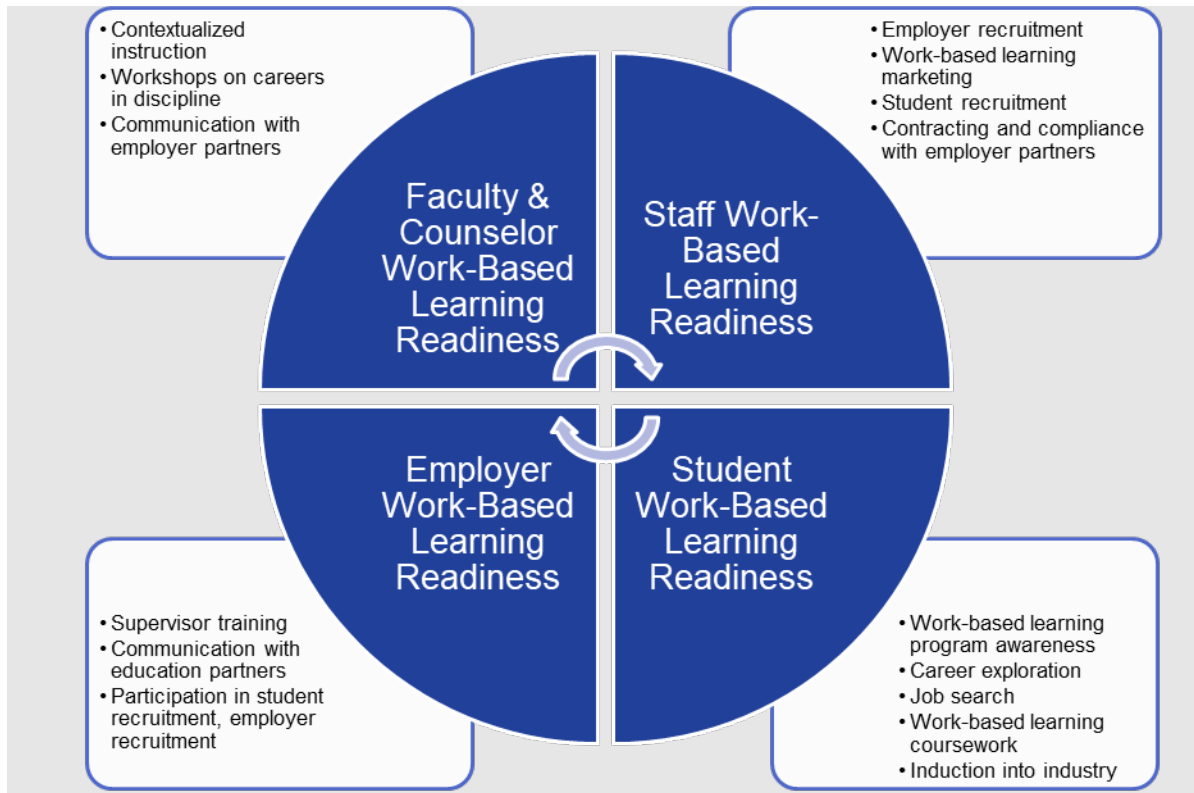 • Contextualized
instruction
• Workshops on careers
in discipline
• Communication with
employer partners
• Employer recruitment
• Work-based learning
marketing
• Student recruitment
• Contracting and compliance
with employer partners
Faculty &
Counselor
Work-Based
Learning
Readiness
Staff Work-
Based
Learning
Readiness
Employer
Work-Based
Learning
Readiness
Student
Work-Based
Learning
Readiness
• Supervisor training
• Communication with
education partners
• Participation in student
recruitment, employer
recruitment
• Work-based learning
program awareness
• Career exploration
• Job search
• Work-based learning
coursework
• Induction into industry